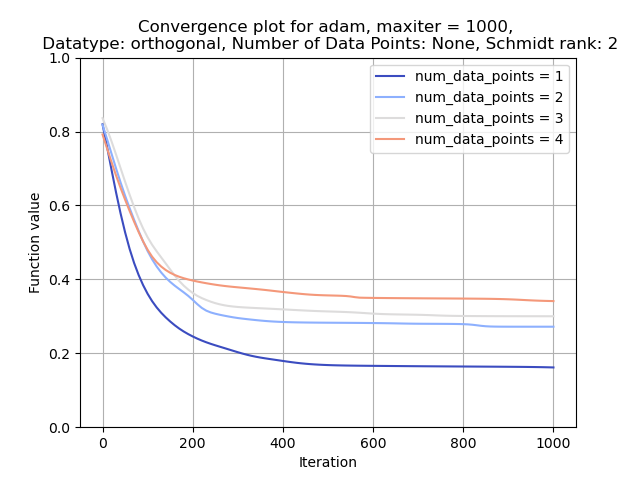 Convergence plot for adam, maxiter = 1000,
Datatype: orthogonal, Number of Data Points: None, Schmidt rank: 2
num_data_points = 1
num_data_points = 2
num_data_points = 3
num_data_points = 4
Function value
1.0
0.8
0.6
0.4
0.2
0.0
0 200 400 600 800 1000
Iteration